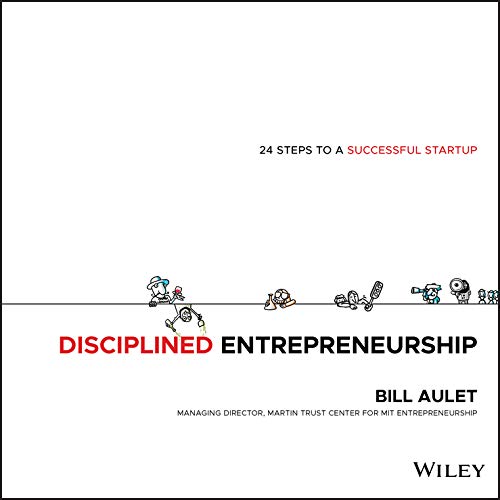 24 STEPS TO A SUCCESSFUL STARTUP
DISCIPLINED ENTREPRENEURSHIP
BILL AULET
MANAGING DIRECTOR, MARTIN TRUST CENTER FOR MIT ENTREPRENEURSHIP
WILEY